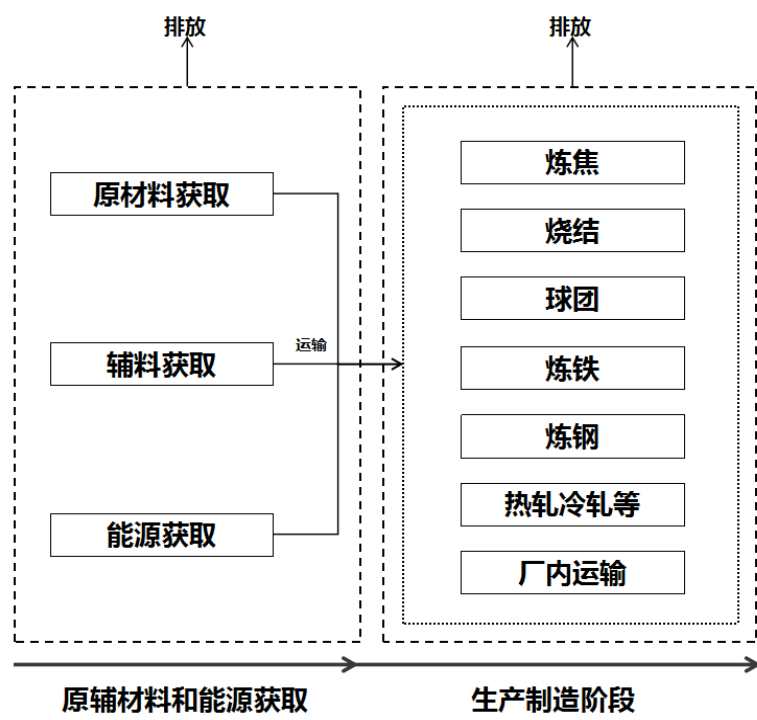 排放
排放
原材料获取
辅料获取
运输
能源获取
炼焦
烧结
球团
炼铁
炼钢
热轧冷轧等
厂内运输
原辅材料和能源获取
生产制造阶段